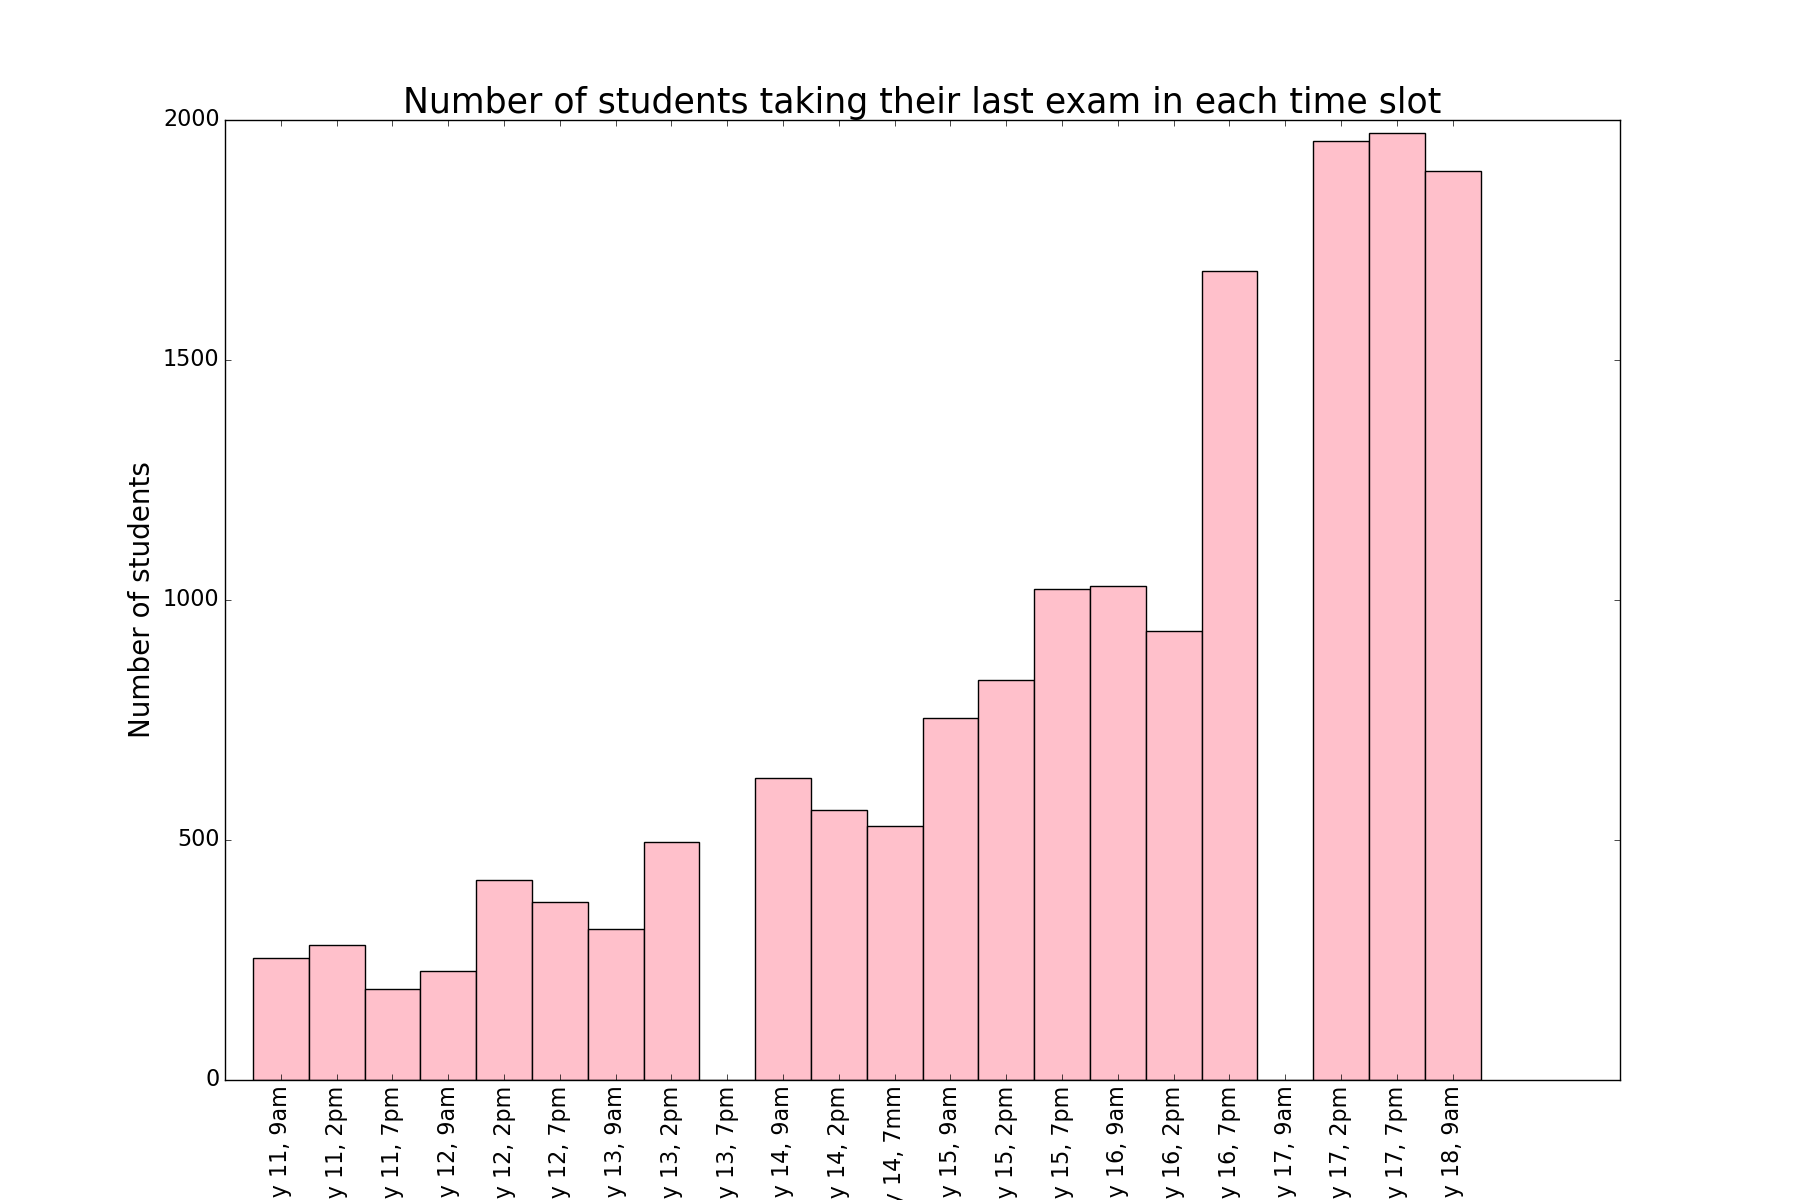 Number of students taking their last exam in each time slot
2000
1500
1000
500
0
Number of students
y 11, 9am
y 11, 2pm
y 11, 7pm
y 12, 9am
y 12, 2pm
y 12, 7pm
y 13, 9am
y 13, 2pm
y 13, 7pm
y 14, 9am
y 14, 2pm
y 14, 7mm
y 15, 9am
y 15, 2pm
y 15, 7pm
y 16, 9am
y 16, 2pm
y 16, 7pm
y 17, 9am
y 17, 2pm
y 17, 7pm
y 18, 9am